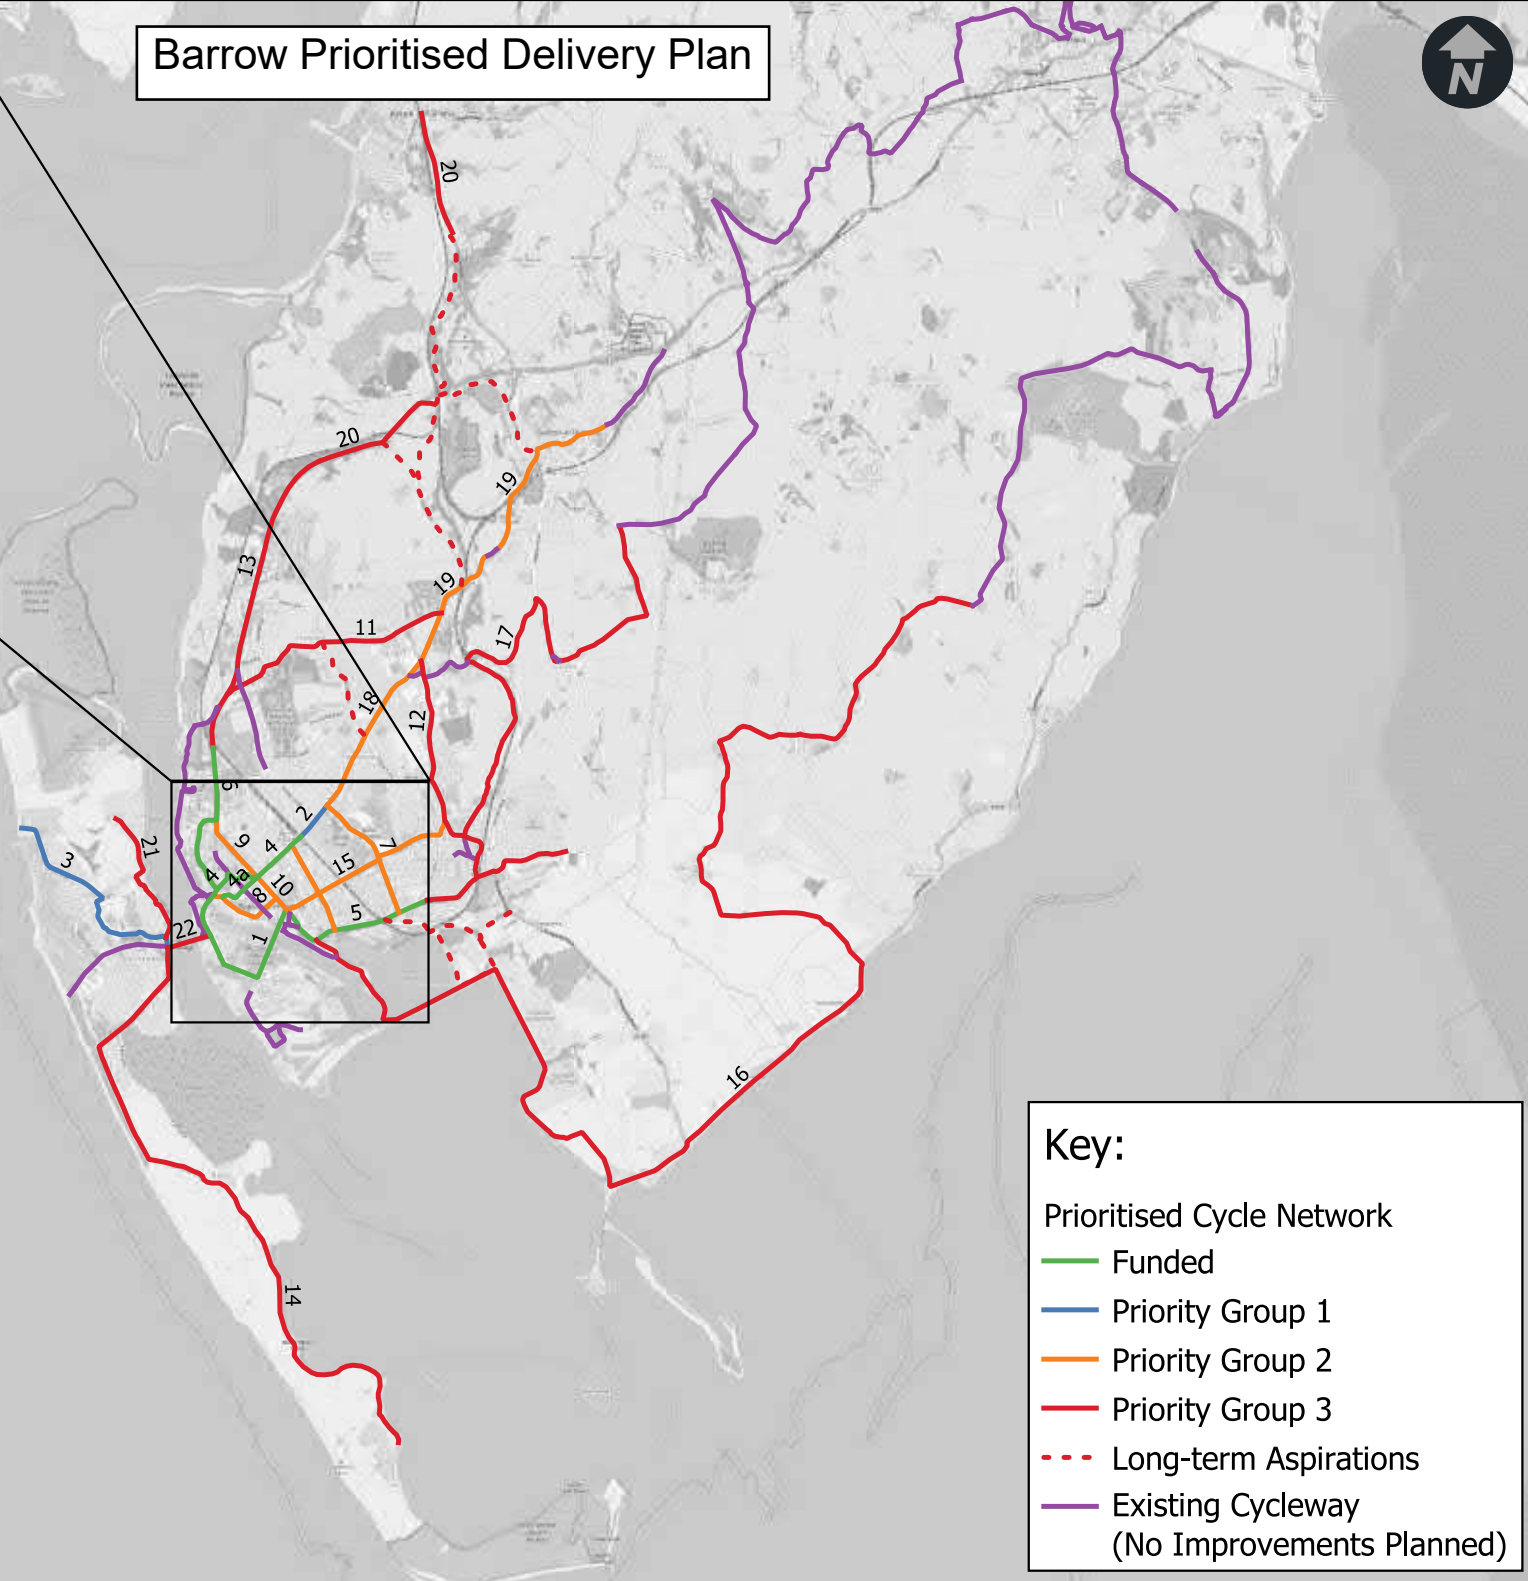 Barrow Prioritised Delivery Plan
N
20
20
19
13
19
11
17
18
12
6
2
21
9
4
7
3
15
4
4a
10
8
5
22
1
16
14
Key:
Prioritised Cycle Network
Funded
Priority Group 1
Priority Group 2
Priority Group 3
Long-term Aspirations
Existing Cycleway
(No Improvements Planned)